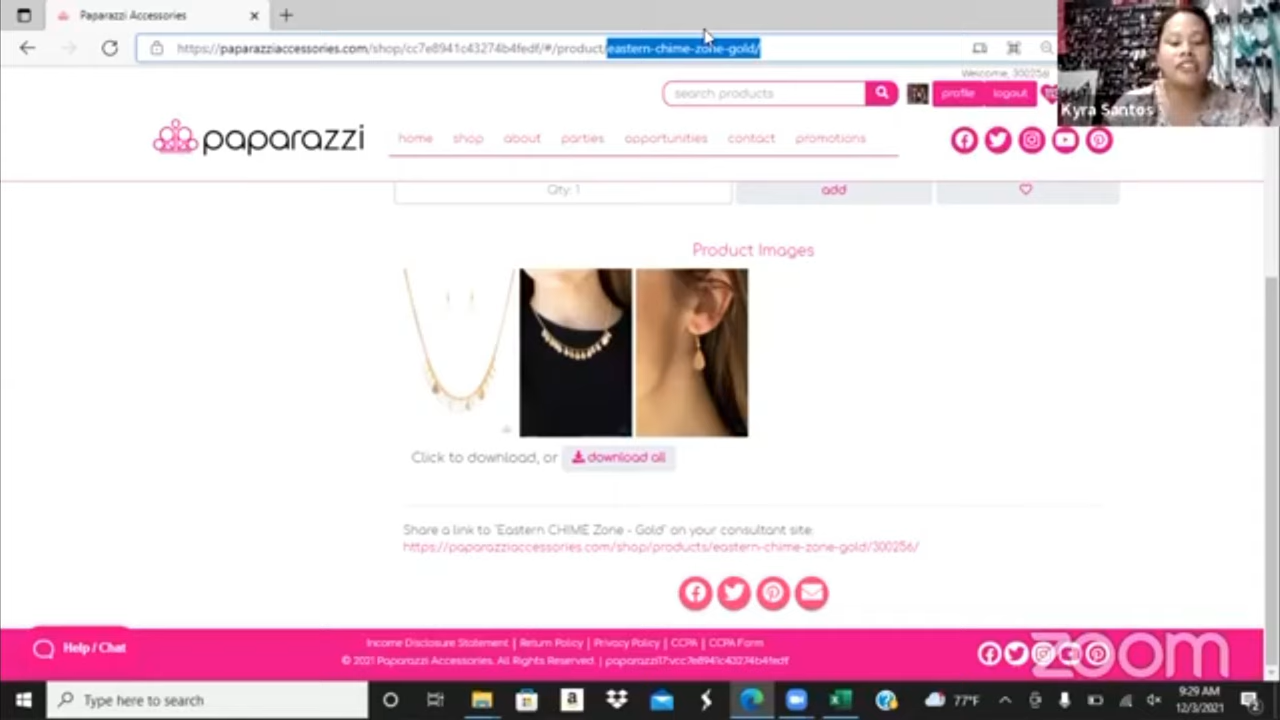 Paparazzi Accessories
https://paparazziaccessories.com/shop/cc7e8941c43274b4fedf/#/product/eastern-chime-zone-gold/
Welcome, 300256!
search products
profile
logout
Kyra Santos
paparazzi
home
shop
about
parties
opportunities
contact
promotions
Qty: 1
add
Product Images
Click to download, or
download all
Share a link to "Eastern CHIME Zone - Gold" on your consultant site:
https://paparazziaccessories.com/shop/products/eastern-chime-zone-gold/300256/
Help / Chat
Income Disclosure Statement | Return Policy | Privacy Policy | CCPA | CCPA Form
© 2021 Paparazzi Accessories. All Rights Reserved. |
zoom
Type here to search
77°F
9:29 AM
12/3/2021